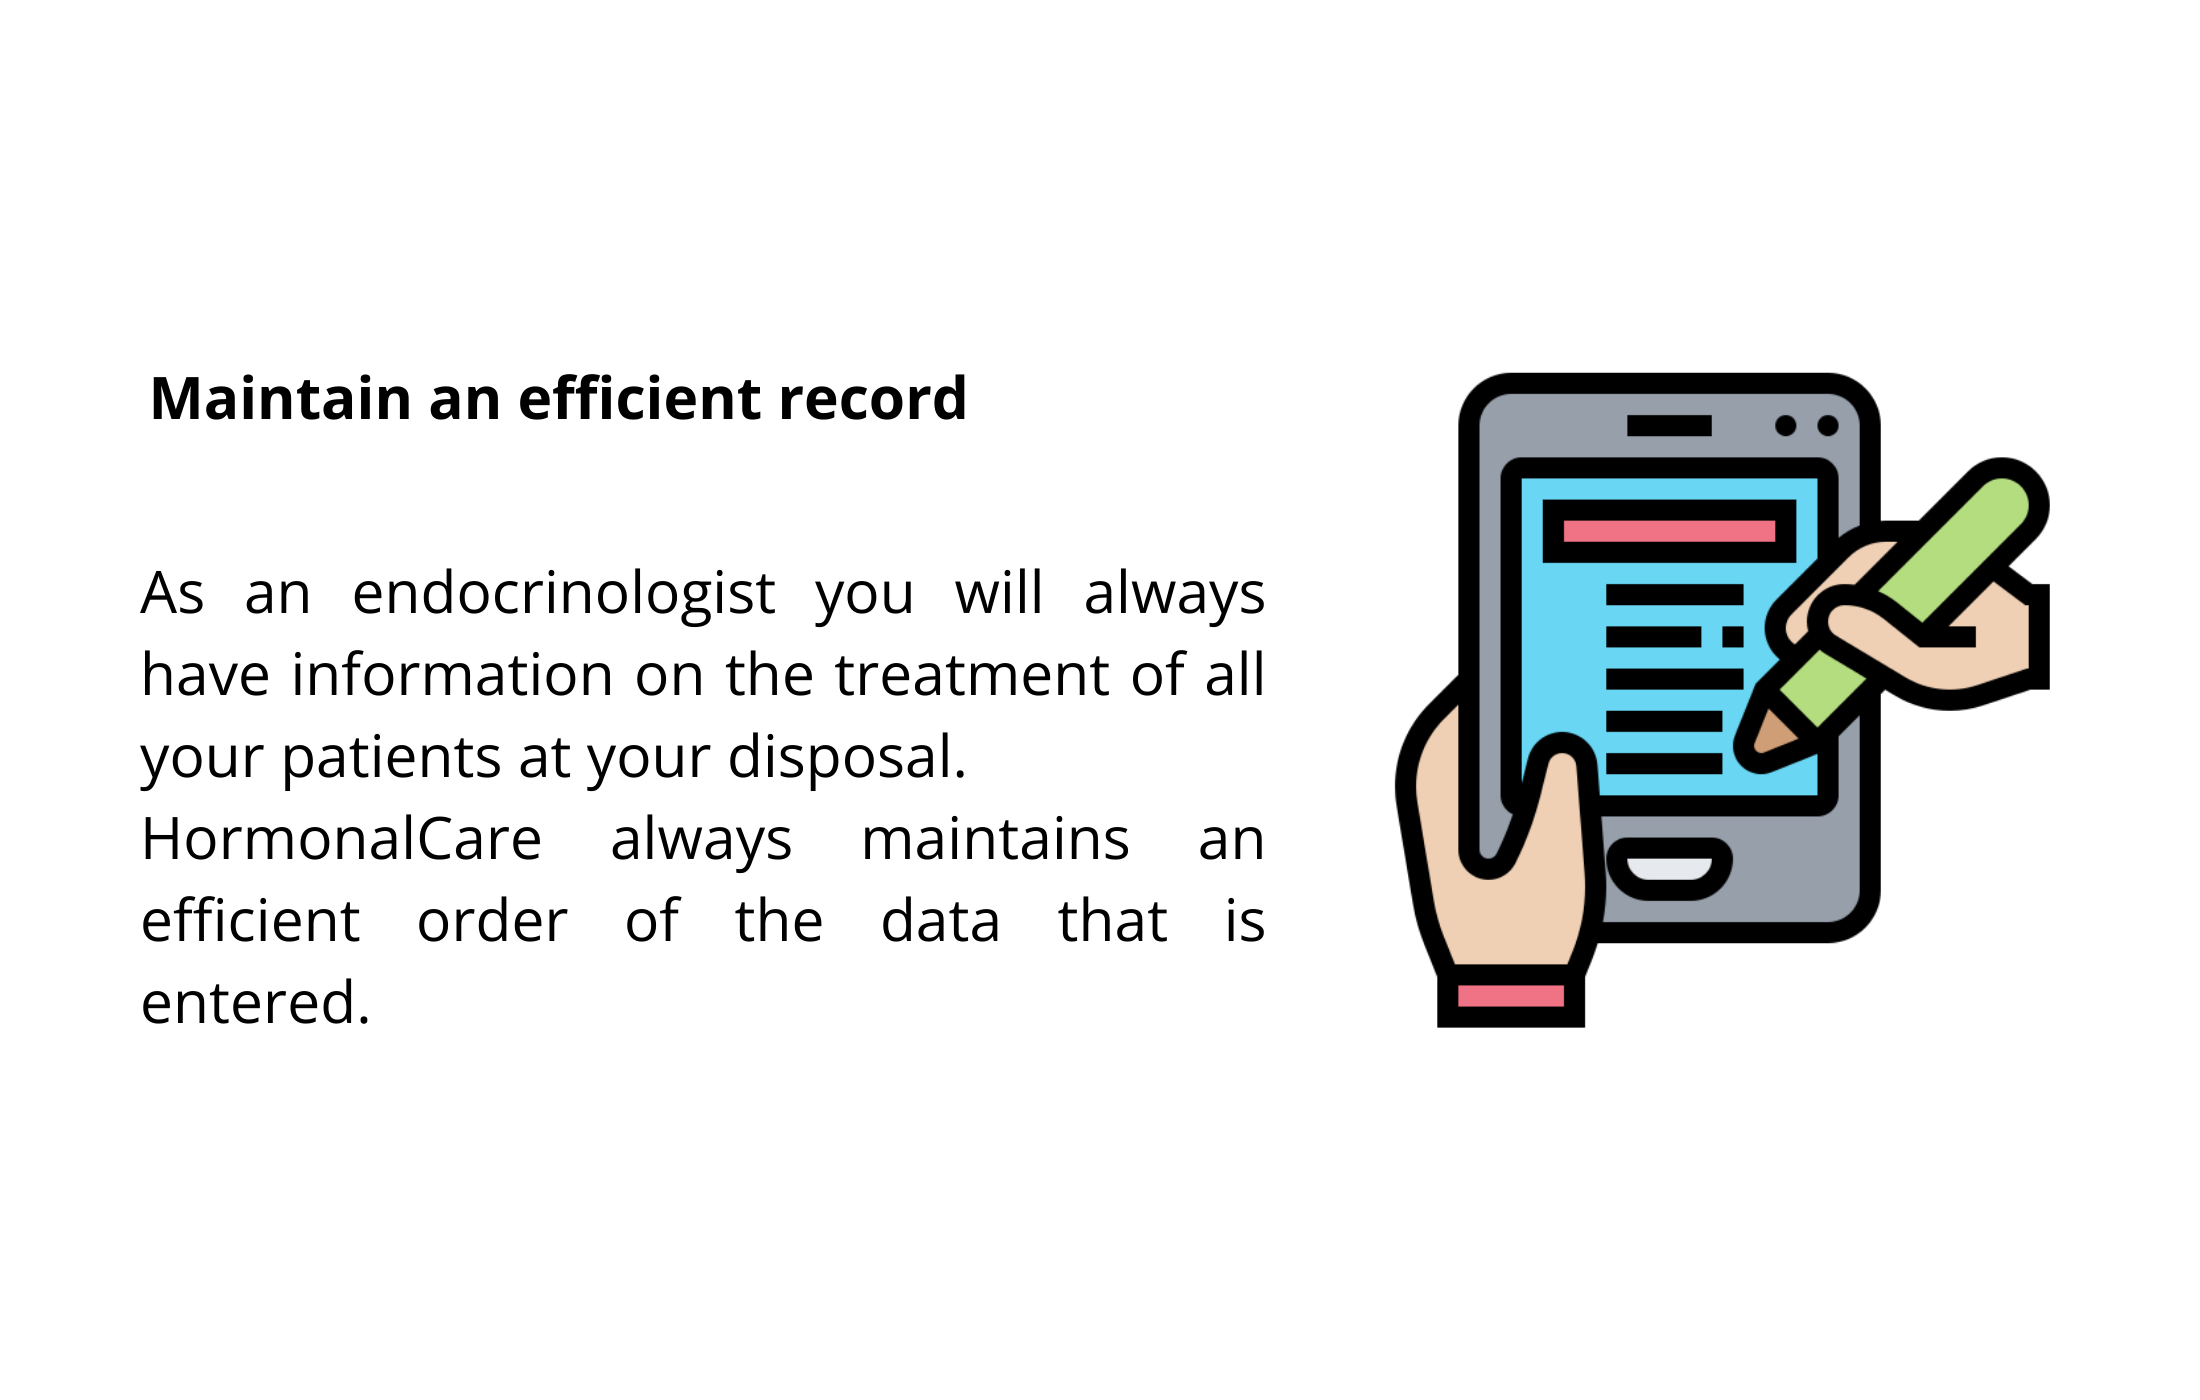 Maintain an efficient record
As an endocrinologist you will always
have information on the treatment of all
your patients at your disposal.
HormonalCare always maintains an
efficient order of the data that is
entered.